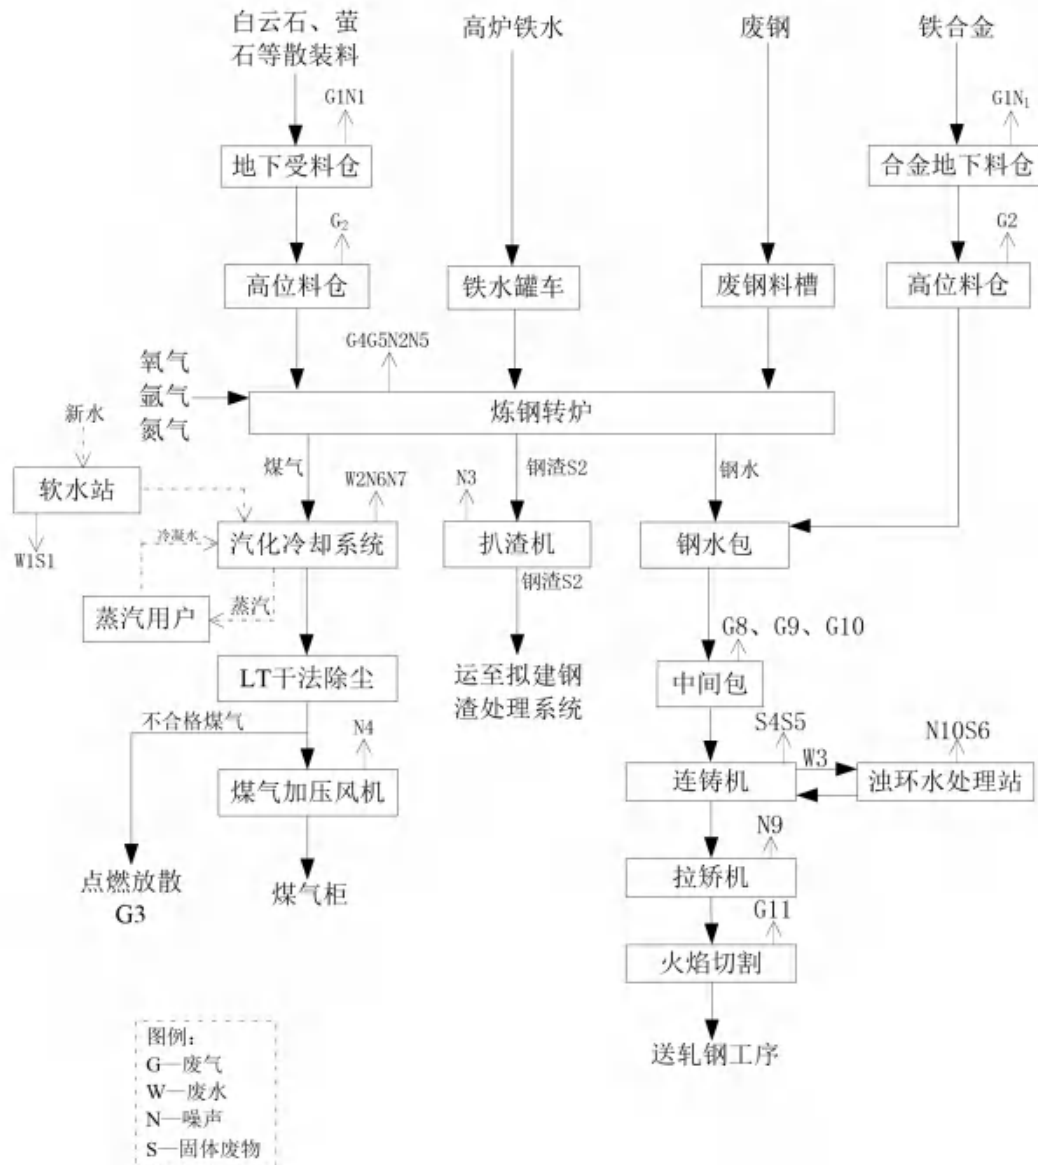 白云石、萤
石等散装料
高炉铁水
废钢
铁合金
G1N1
G1N₁
地下受料仓
合金地下料仓
G₂
G2
高位料仓
铁水罐车
废钢料槽
高位料仓
G4G5N2N5
氧气
氩气
氮气
炼钢转炉
新水
煤气
W2N6N7
N3
钢渣S2
钢水
软水站
冷凝水
汽化冷却系统
扒渣机
钢水包
W1S1
蒸汽
钢渣S2
蒸汽用户
G8、G9、G10
LT干法除尘
运至拟建钢
渣处理系统
中间包
不合格煤气
N4
S4S5
W3
N10S6
煤气加压风机
连铸机
浊环水处理站
N9
点燃放散
G3
煤气柜
拉矫机
G11
火焰切割
送轧钢工序
图例：
G—废气
W—废水
N—噪声
S—固体废物